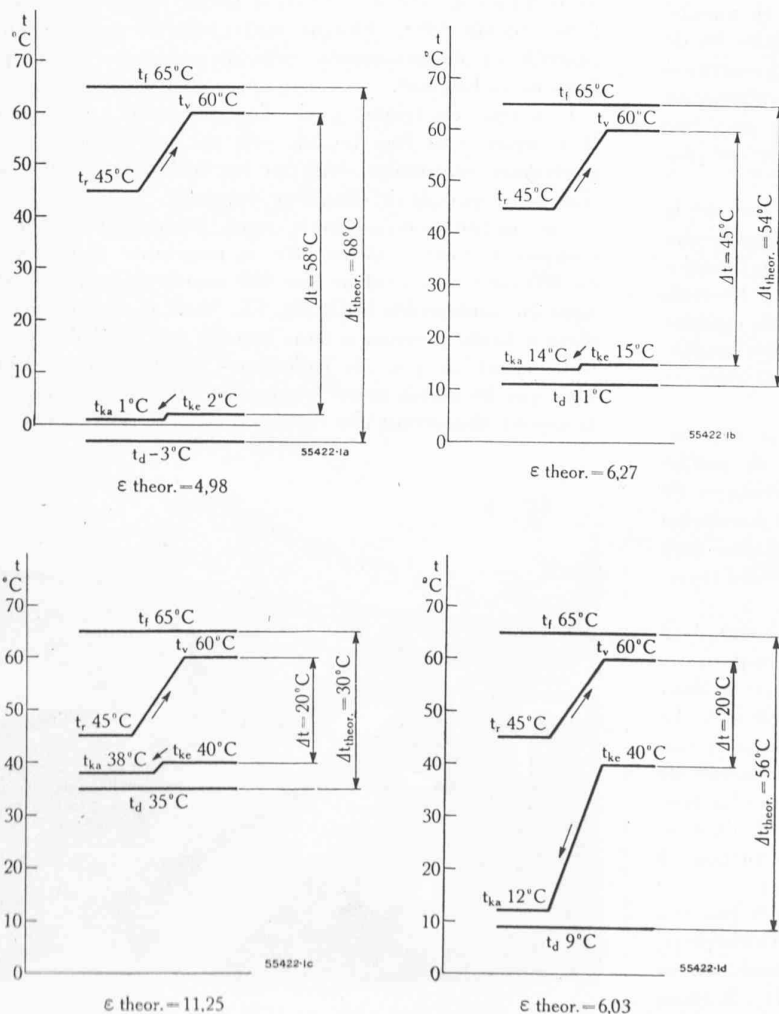 t
°C
70
60
50
40
30
20
10
0
t_f 65°C
t_v 60°C
t_r 45°C
Δt = 58°C
Δt_theor. = 68°C
t_ka 1°C
t_ke 2°C
t_d -3°C
55422-1a
ε theor. = 4,98
t
°C
70
60
50
40
30
20
10
0
t_f 65°C
t_v 60°C
t_r 45°C
Δt = 45°C
Δt_theor. = 54°C
t_ka 14°C
t_ke 15°C
t_d 11°C
55422-1b
ε theor. = 6,27
t
°C
70
60
50
40
30
20
10
0
t_f 65°C
t_v 60°C
t_r 45°C
Δt = 20°C
Δt_theor. = 30°C
t_ka 38°C
t_ke 40°C
t_d 35°C
55422-1c
ε theor. = 11,25
t
°C
70
60
50
40
30
20
10
0
t_f 65°C
t_v 60°C
t_r 45°C
t_ke 40°C
Δt = 20°C
Δt_theor. = 56°C
t_ka 12°C
t_d 9°C
55422-1d
ε theor. = 6,03